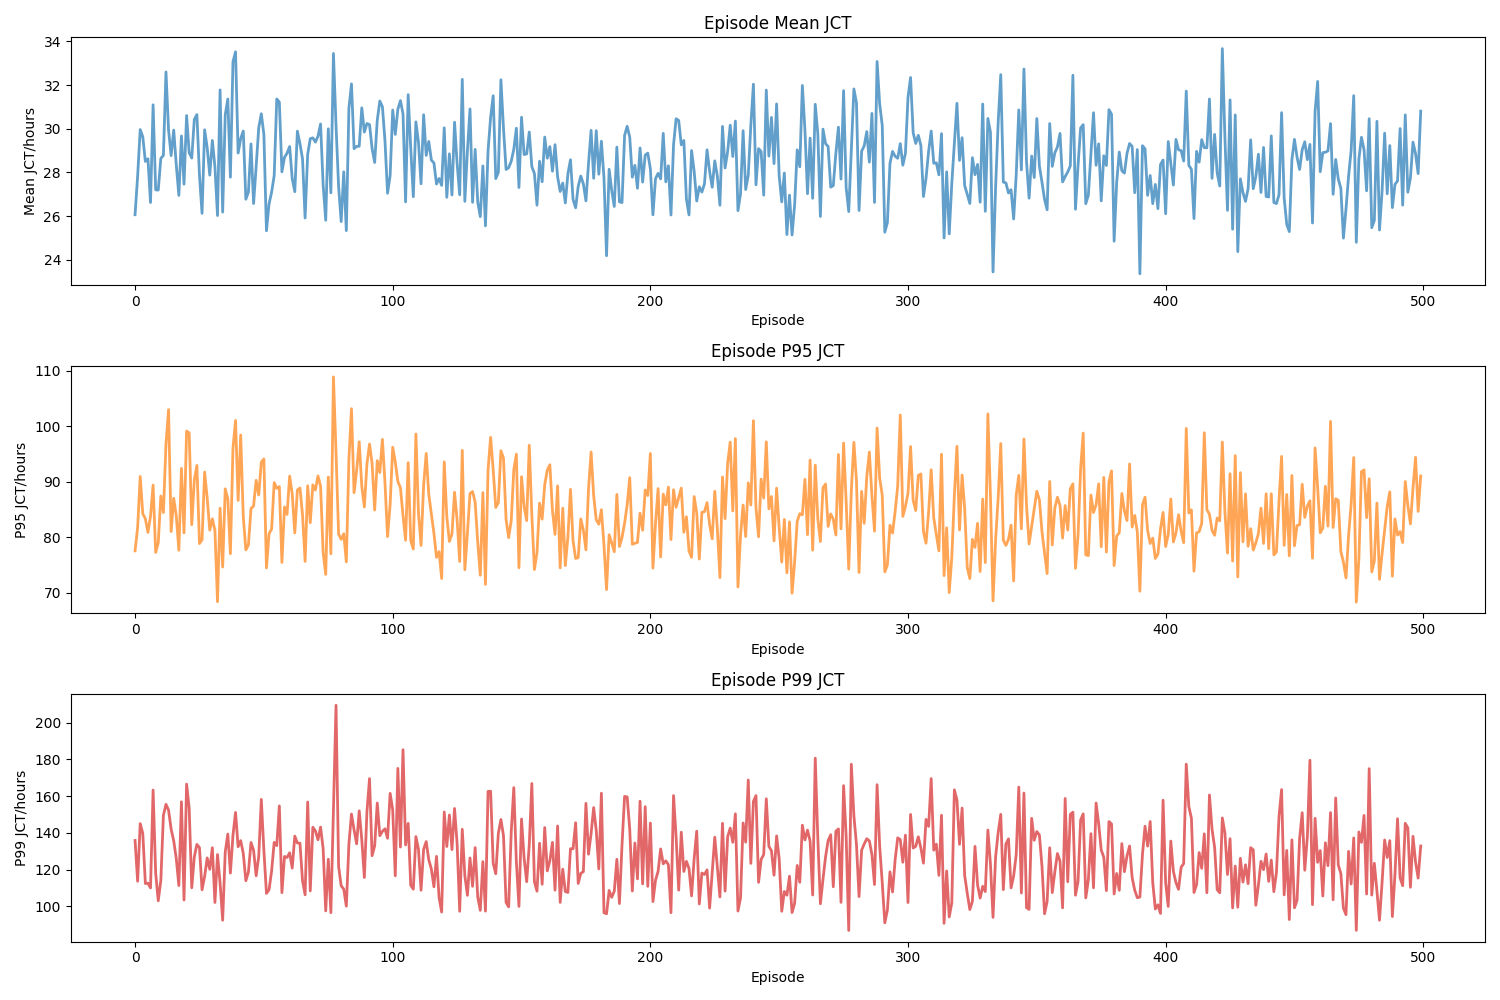 Episode Mean JCT
Mean JCT/hours
34
32
30
28
26
24
0 100 200 300 400 500
Episode
Episode P95 JCT
P95 JCT/hours
110
100
90
80
70
0 100 200 300 400 500
Episode
Episode P99 JCT
P99 JCT/hours
200
180
160
140
120
100
0 100 200 300 400 500
Episode